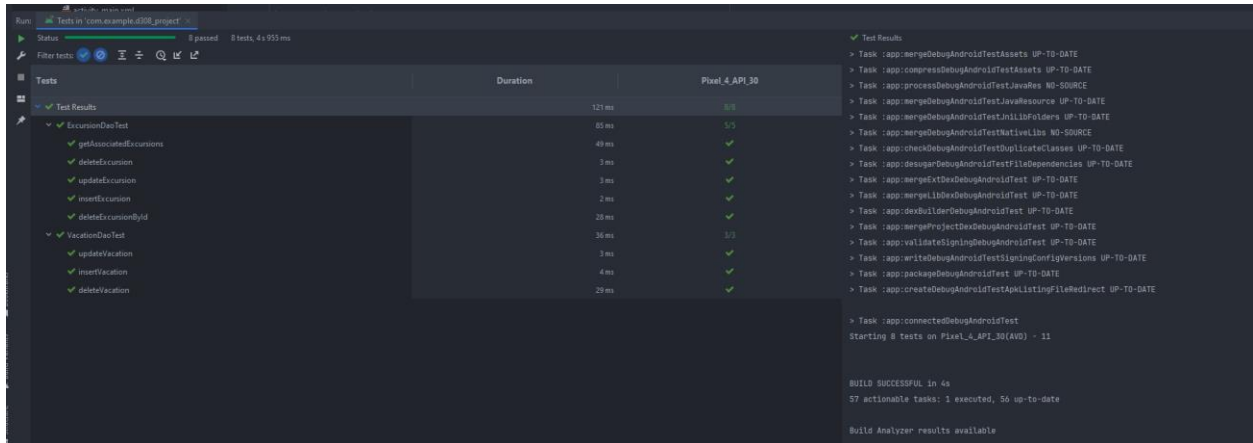 activity_main.xml
Run: Tests in 'com.example.d308_project' ×
Status 8 passed 8 tests, 4 s 955 ms
Filter tests:
Tests Duration Pixel_4_API_30
Test Results 121 ms 8/8
ExcursionDaoTest 85 ms 5/5
getAssociatedExcursions 49 ms
deleteExcursion 3 ms
updateExcursion 3 ms
insertExcursion 2 ms
deleteExcursionById 28 ms
VacationDaoTest 36 ms 3/3
updateVacation 3 ms
insertVacation 4 ms
deleteVacation 29 ms
Test Results
> Task :app:mergeDebugAndroidTestAssets UP-TO-DATE
> Task :app:compressDebugAndroidTestAssets UP-TO-DATE
> Task :app:processDebugAndroidTestJavaRes NO-SOURCE
> Task :app:mergeDebugAndroidTestJavaResource UP-TO-DATE
> Task :app:mergeDebugAndroidTestJniLibFolders UP-TO-DATE
> Task :app:mergeDebugAndroidTestNativeLibs NO-SOURCE
> Task :app:checkDebugAndroidTestDuplicateClasses UP-TO-DATE
> Task :app:desugarDebugAndroidTestFileDependencies UP-TO-DATE
> Task :app:mergeExtDexDebugAndroidTest UP-TO-DATE
> Task :app:mergeLibDexDebugAndroidTest UP-TO-DATE
> Task :app:dexBuilderDebugAndroidTest UP-TO-DATE
> Task :app:mergeProjectDexDebugAndroidTest UP-TO-DATE
> Task :app:validateSigningDebugAndroidTest UP-TO-DATE
> Task :app:writeDebugAndroidTestSigningConfigVersions UP-TO-DATE
> Task :app:packageDebugAndroidTest UP-TO-DATE
> Task :app:createDebugAndroidTestApkListingFileRedirect UP-TO-DATE
> Task :app:connectedDebugAndroidTest
Starting 8 tests on Pixel_4_API_30(AVD) - 11
BUILD SUCCESSFUL in 4s
57 actionable tasks: 1 executed, 56 up-to-date
Build Analyzer results available